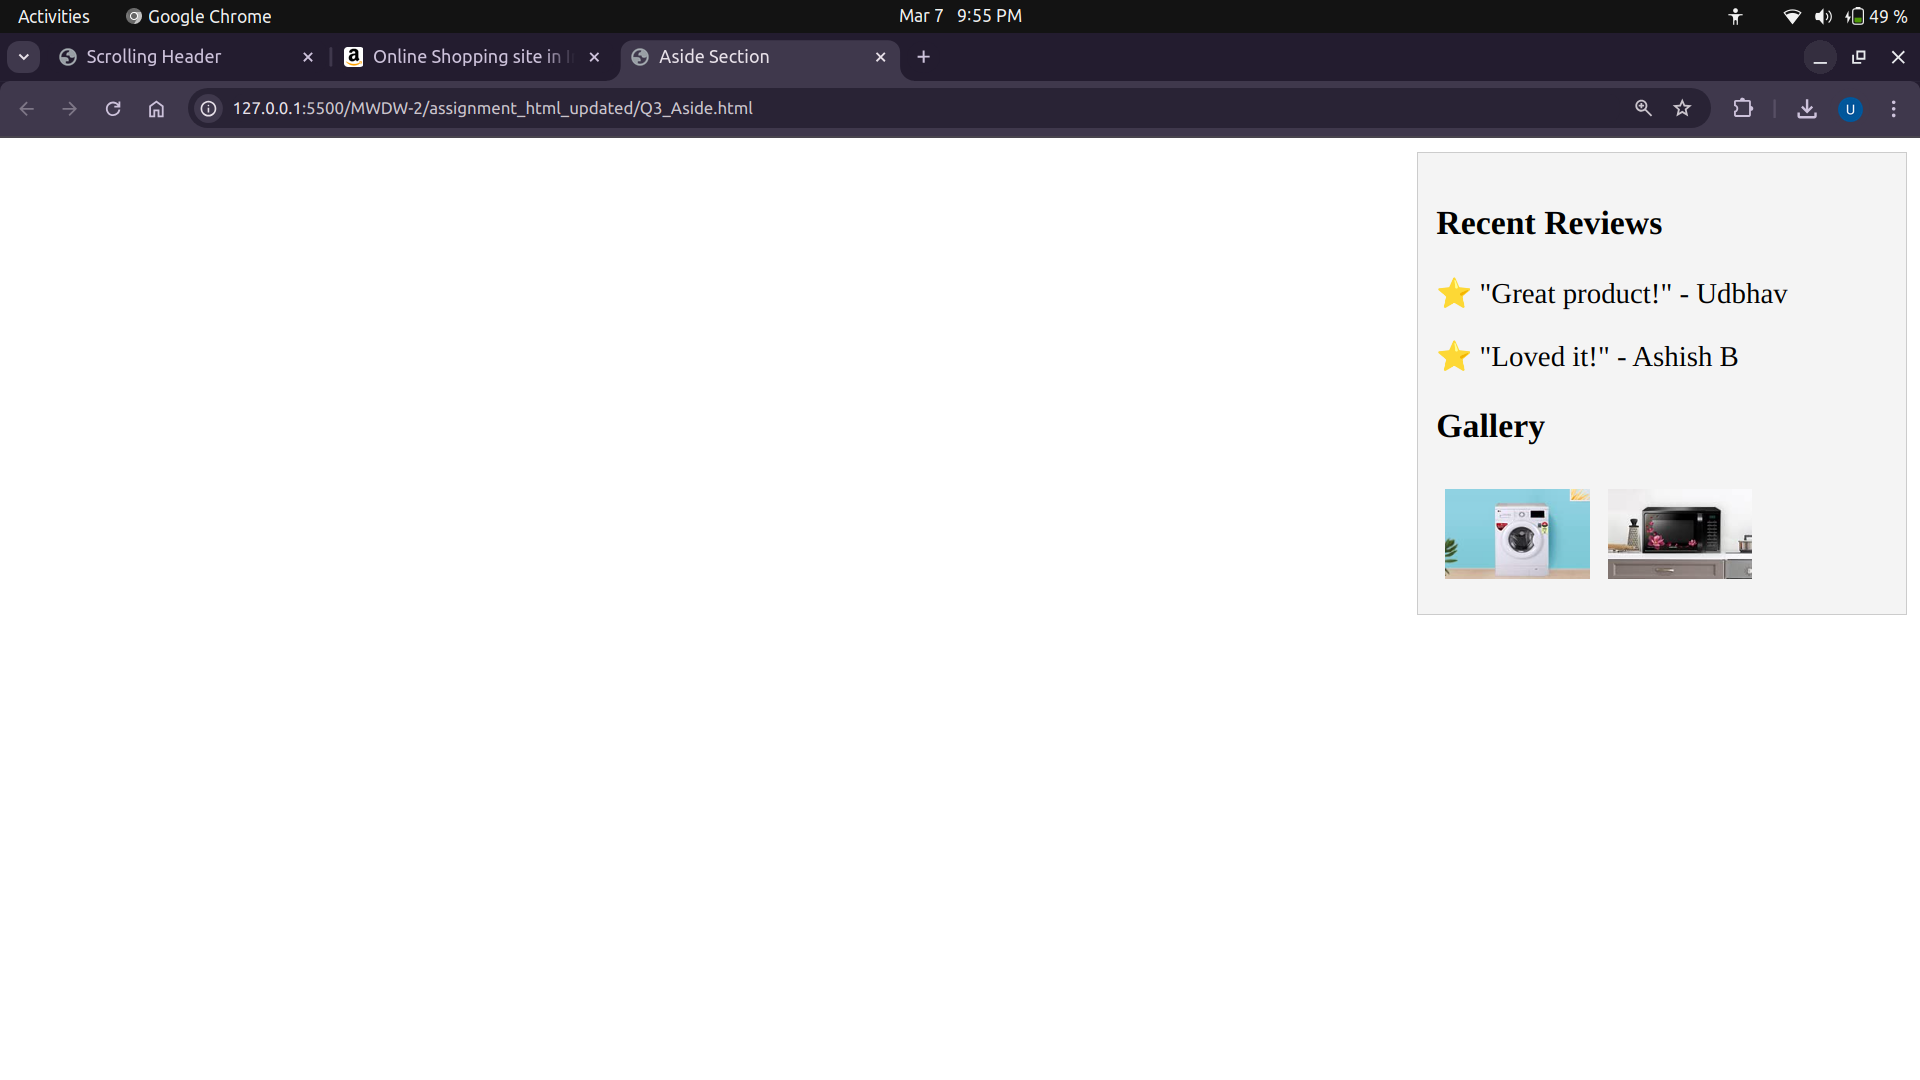 Activities Google Chrome Mar 7 9:55 PM 49 %
Scrolling Header Online Shopping site in Aside Section
127.0.0.1:5500/MWDW-2/assignment_html_updated/Q3_Aside.html U
Recent Reviews
⭐ "Great product!" - Udbhav
⭐ "Loved it!" - Ashish B
Gallery